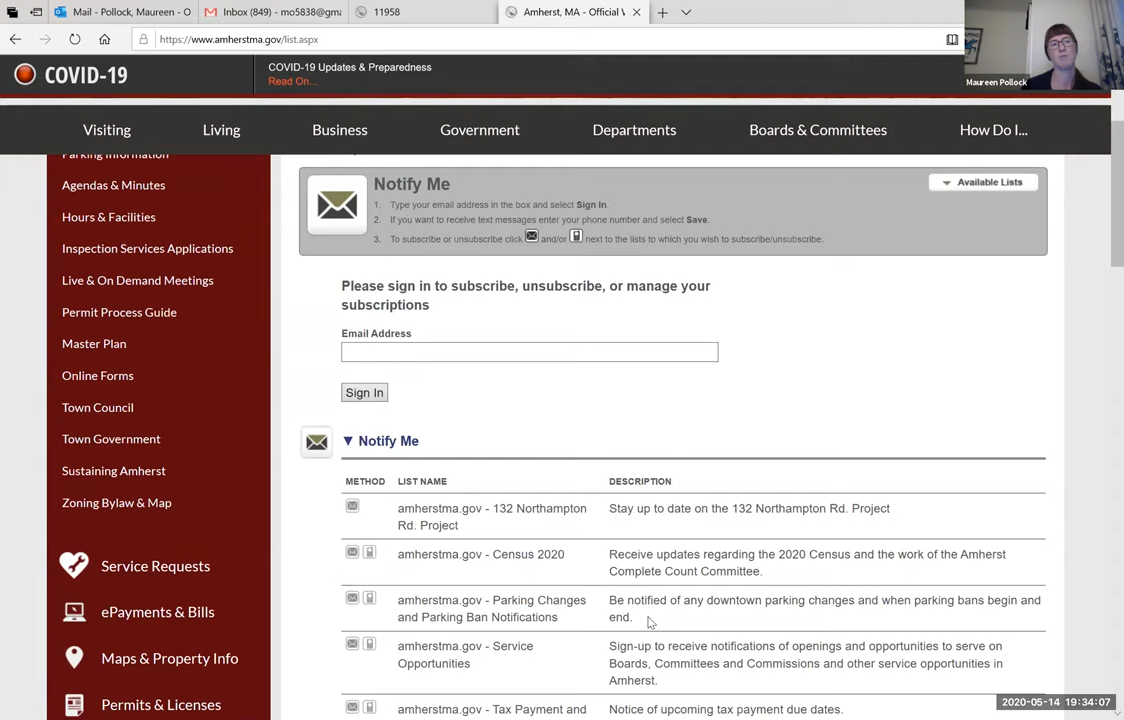 Mail - Pollock, Maureen - O
Inbox (849) - mo5838@gm
11958
Amherst, MA - Official
https://www.amherstma.gov/list.aspx
Maureen Pollock
COVID-19
COVID-19 Updates & Preparedness
Read On...
Visiting
Living
Business
Government
Departments
Boards & Committees
How Do I...
Parking Information
Agendas & Minutes
Hours & Facilities
Inspection Services Applications
Live & On Demand Meetings
Permit Process Guide
Master Plan
Online Forms
Town Council
Town Government
Sustaining Amherst
Zoning Bylaw & Map
Service Requests
ePayments & Bills
Maps & Property Info
Permits & Licenses
Notify Me
Available Lists
1. Type your email address in the box and select Sign In.
2. If you want to receive text messages enter your phone number and select Save.
3. To subscribe or unsubscribe click and/or next to the lists to which you wish to subscribe/unsubscribe.
Please sign in to subscribe, unsubscribe, or manage your
subscriptions
Email Address
Sign In
▼ Notify Me
METHOD LIST NAME DESCRIPTION
amherstma.gov - 132 Northampton
Rd. Project
Stay up to date on the 132 Northampton Rd. Project
amherstma.gov - Census 2020
Receive updates regarding the 2020 Census and the work of the Amherst
Complete Count Committee.
amherstma.gov - Parking Changes
and Parking Ban Notifications
Be notified of any downtown parking changes and when parking bans begin and
end.
amherstma.gov - Service
Opportunities
Sign-up to receive notifications of openings and opportunities to serve on
Boards, Committees and Commissions and other service opportunities in
Amherst.
amherstma.gov - Tax Payment and
Notice of upcoming tax payment due dates.
2020-05-14 19:34:07